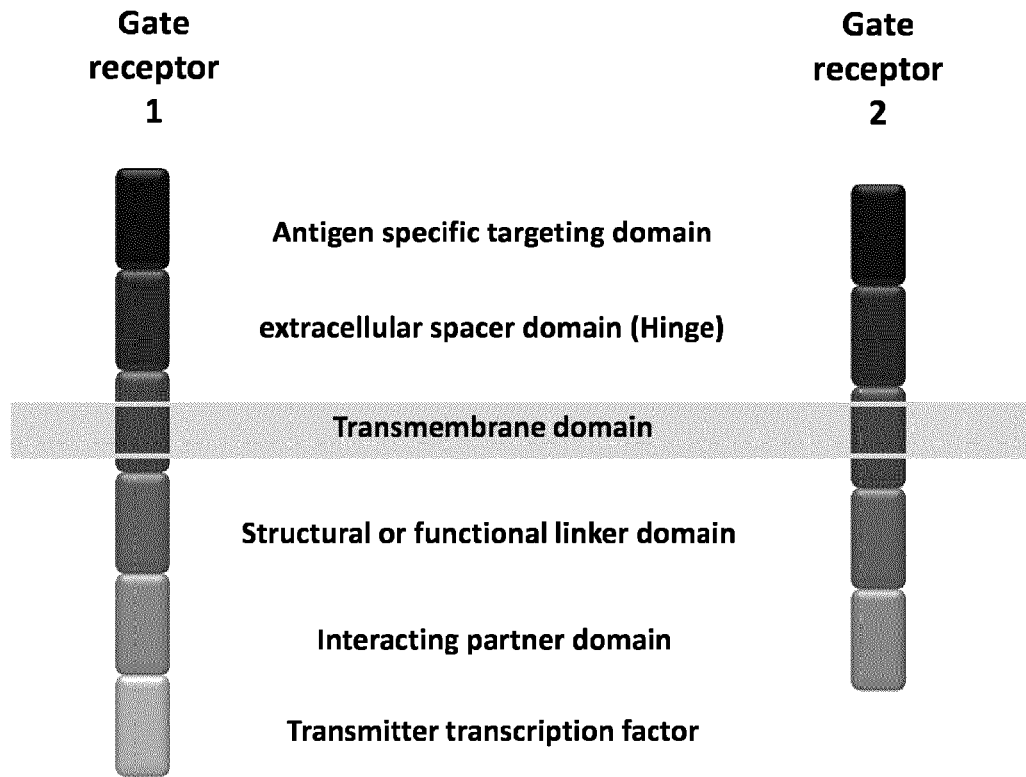 Gate
receptor
1
Gate
receptor
2
Antigen specific targeting domain
extracellular spacer domain (Hinge)
Transmembrane domain
Structural or functional linker domain
Interacting partner domain
Transmitter transcription factor